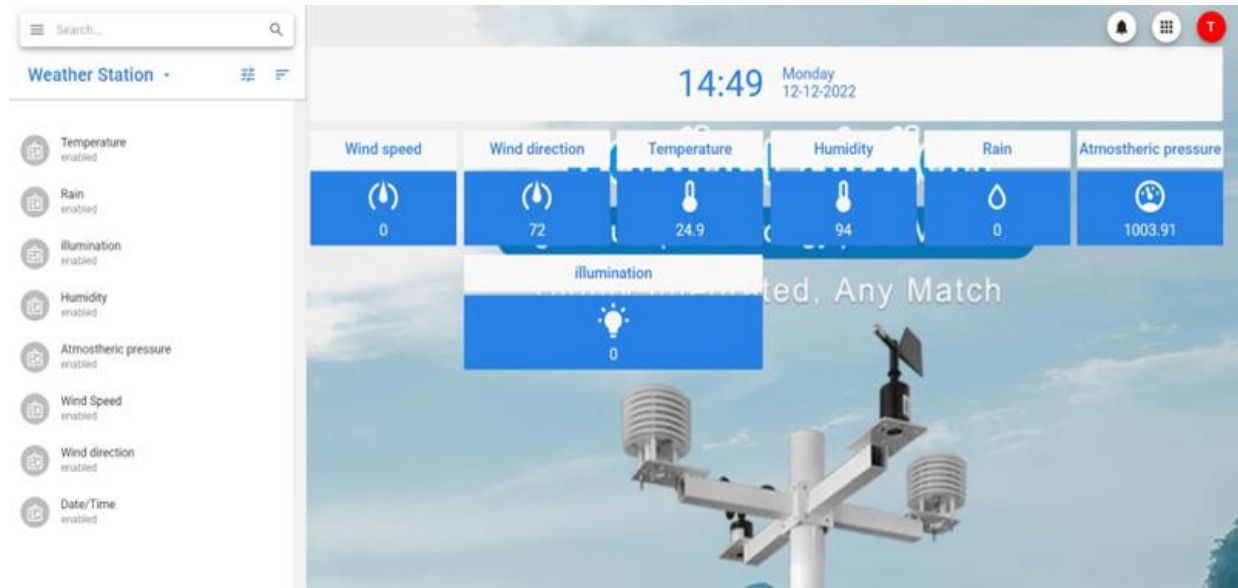 Search...
Weather Station
Temperature
enabled
Rain
enabled
illumination
enabled
Humidity
enabled
Atmostheric pressure
enabled
Wind Speed
enabled
Wind direction
enabled
Date/Time
enabled
T
14:49
Monday
12-12-2022
Wind speed
0
Wind direction
72
Temperature
24.9
Humidity
94
Rain
0
Atmostheric pressure
1003.91
illumination
0
Any Match